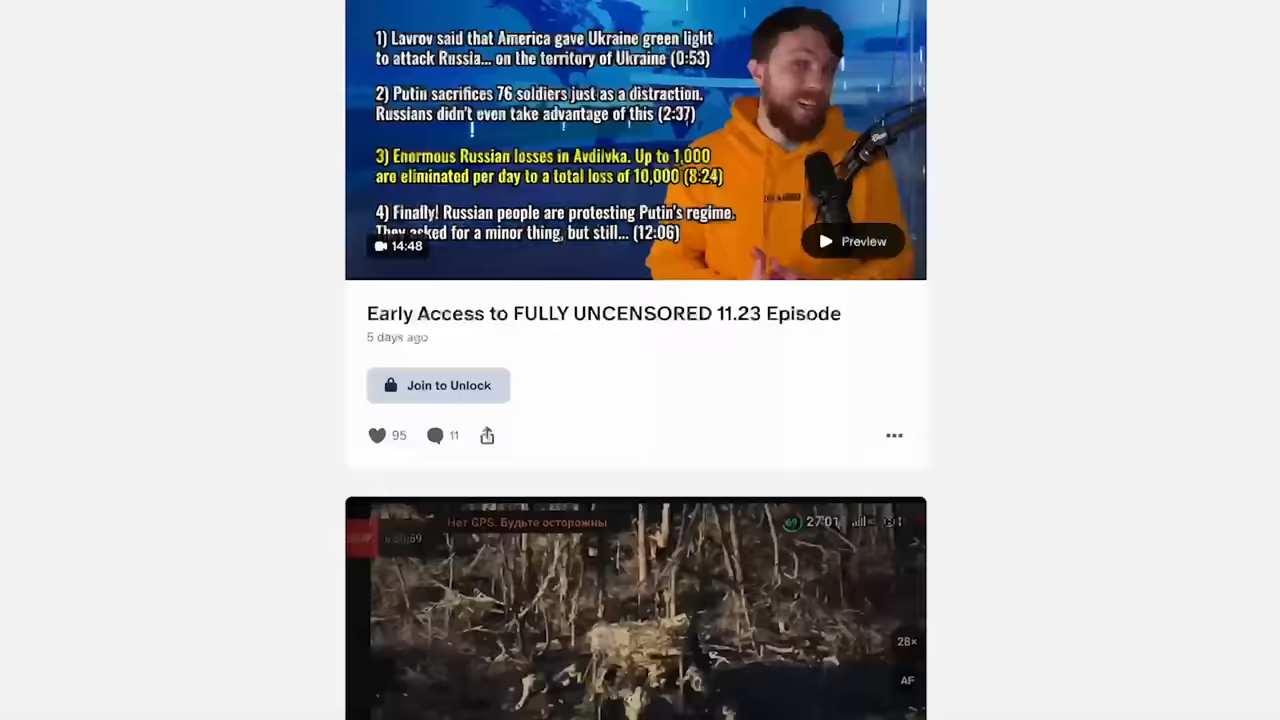 1) Lavrov said that America gave Ukraine green light
to attack Russia... on the territory of Ukraine (0:53)
2) Putin sacrifices 76 soldiers just as a distraction.
Russians didn't even take advantage of this (2:37)
3) Enormous Russian losses in Avdiivka. Up to 1,000
are eliminated per day to a total loss of 10,000 (8:24)
4) Finally! Russian people are protesting Putin's regime.
They asked for a minor thing, but still... (12:06)
14:48
Preview
Early Access to FULLY UNCENSORED 11.23 Episode
5 days ago
Join to Unlock
95 11
Нет GPS. Будьте осторожны
69 27'01
28×
AF